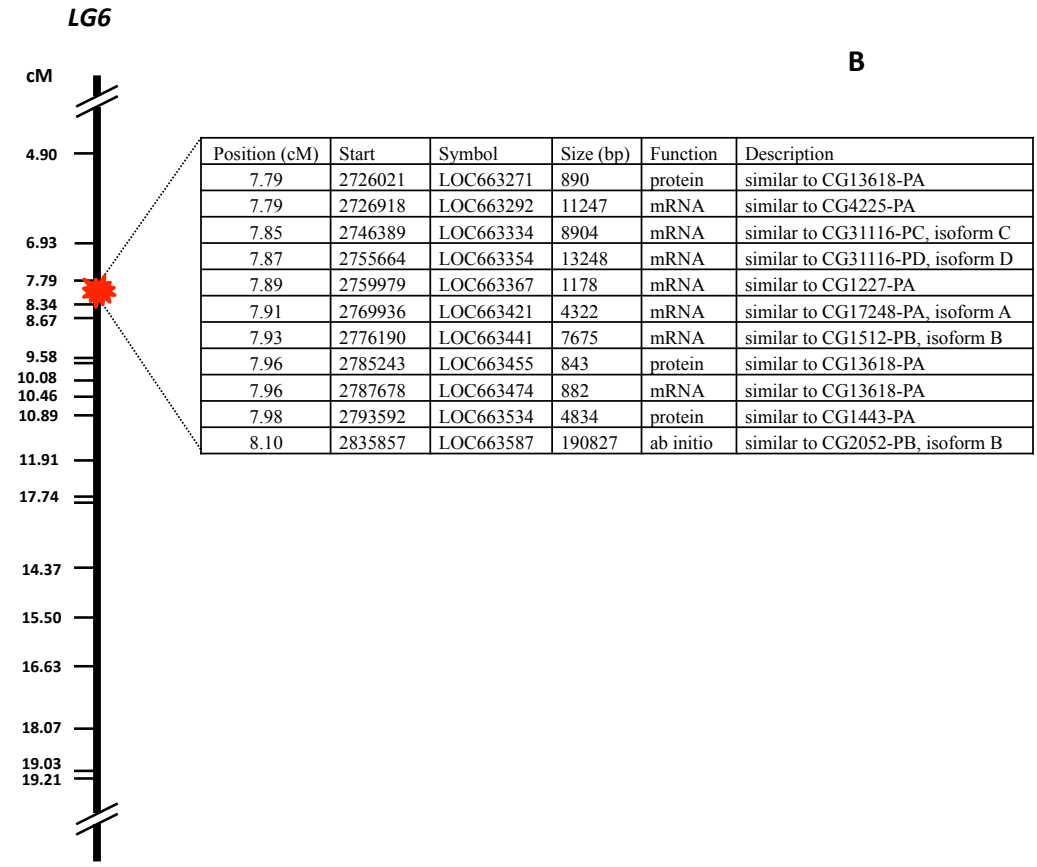 LG6
B
cM
4.90
6.93
7.79
8.34
8.67
9.58
10.08
10.46
10.89
11.91
17.74
14.37
15.50
16.63
18.07
19.03
19.21
Position (cM) Start Symbol Size (bp) Function Description
7.79 2726021 LOC663271 890 protein similar to CG13618-PA
7.79 2726918 LOC663292 11247 mRNA similar to CG4225-PA
7.85 2746389 LOC663334 8904 mRNA similar to CG31116-PC, isoform C
7.87 2755664 LOC663354 13248 mRNA similar to CG31116-PD, isoform D
7.89 2759979 LOC663367 1178 mRNA similar to CG1227-PA
7.91 2769936 LOC663421 4322 mRNA similar to CG17248-PA, isoform A
7.93 2776190 LOC663441 7675 mRNA similar to CG1512-PB, isoform B
7.96 2785243 LOC663455 843 protein similar to CG13618-PA
7.96 2787678 LOC663474 882 mRNA similar to CG13618-PA
7.98 2793592 LOC663534 4834 protein similar to CG1443-PA
8.10 2835857 LOC663587 190827 ab initio similar to CG2052-PB, isoform B